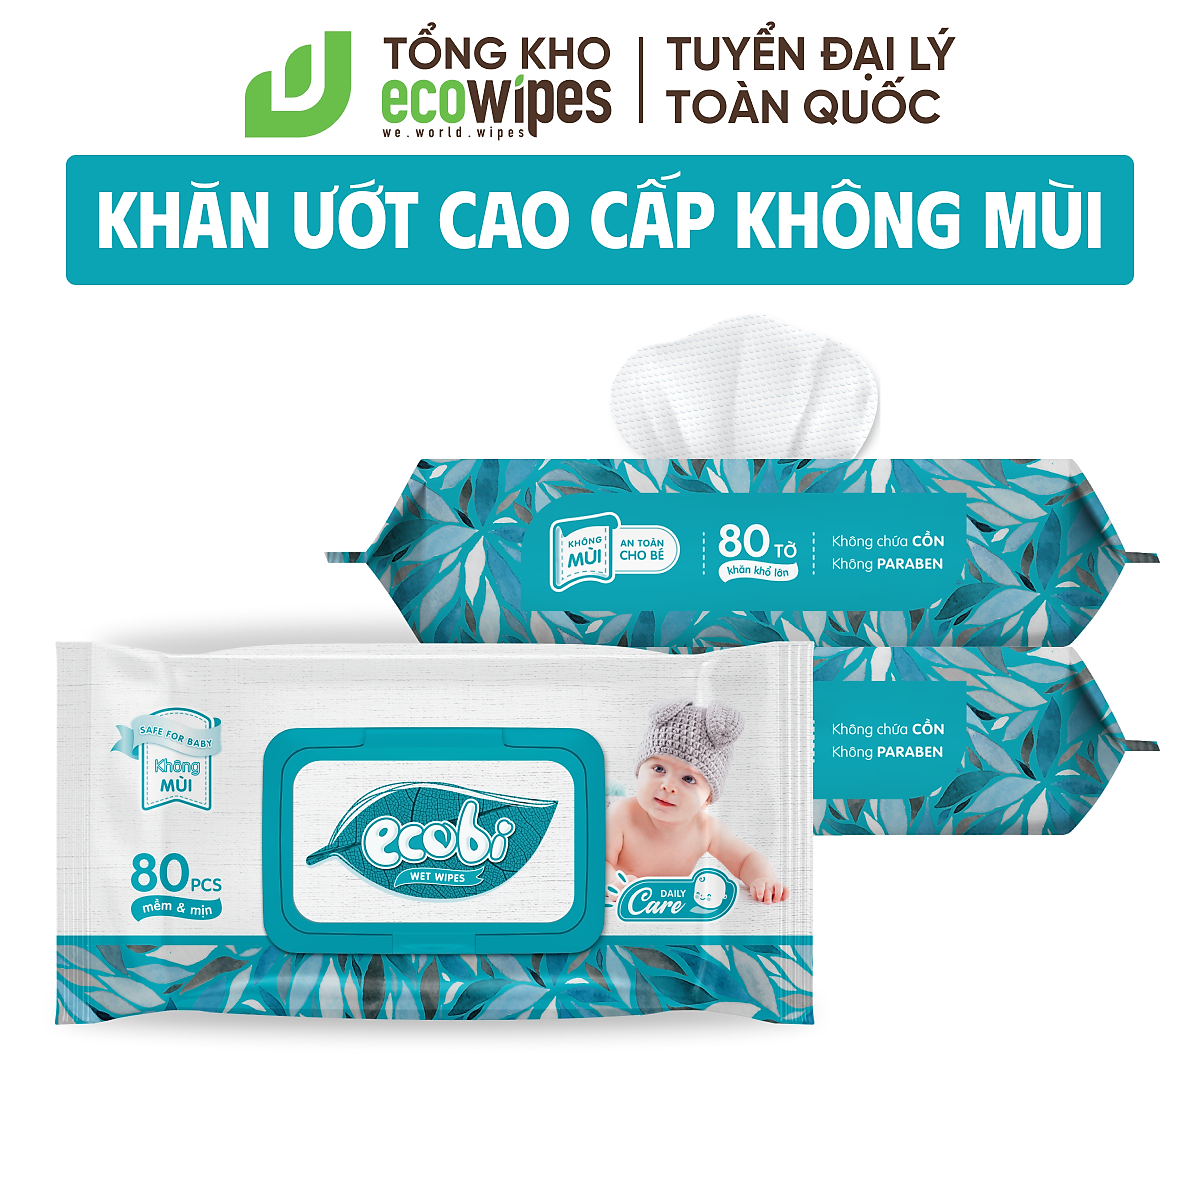 TỔNG KHO
ecowipes
we.world.wipes
TUYỂN ĐẠI LÝ
TOÀN QUỐC
KHĂN ƯỚT CAO CẤP KHÔNG MÙI
KHÔNG
MÙI
AN TOÀN
CHO BÉ
80 TỜ
khăn khổ lớn
Không chứa CỒN
Không PARABEN
Không chứa CỒN
Không PARABEN
SAFE FOR BABY
Không
MÙI
80 PCS
mềm & mịn
ecobi
WET WIPES
DAILY
Care